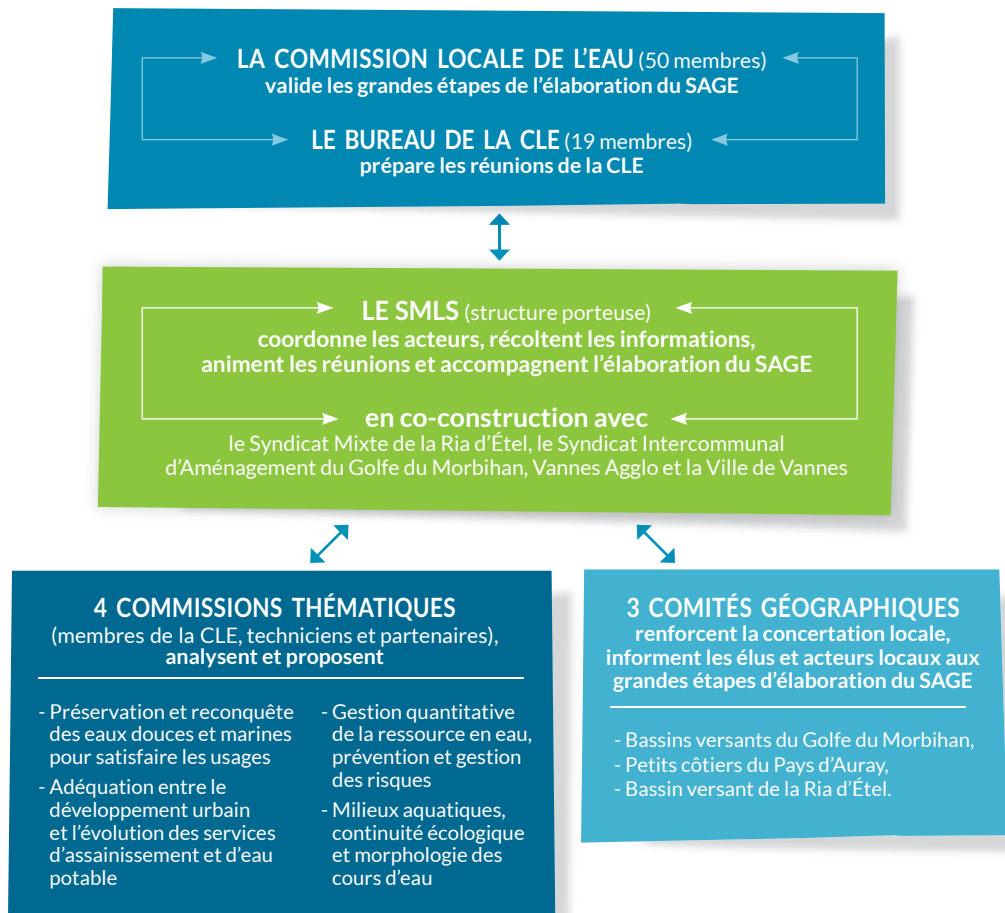 LA COMMISSION LOCALE DE L'EAU (50 membres)
valide les grandes étapes de l'élaboration du SAGE
LE BUREAU DE LA CLE (19 membres)
prépare les réunions de la CLE
LE SMLS (structure porteuse)
coordonne les acteurs, récoltent les informations,
animent les réunions et accompagnent l'élaboration du SAGE
en co-construction avec
le Syndicat Mixte de la Ria d'Étel, le Syndicat Intercommunal
d'Aménagement du Golfe du Morbihan, Vannes Agglo et la Ville de Vannes
4 COMMISSIONS THÉMATIQUES
(membres de la CLE, techniciens et partenaires),
analysent et proposent
- Préservation et reconquête
des eaux douces et marines
pour satisfaire les usages
- Adéquation entre le
développement urbain
et l'évolution des services
d'assainissement et d'eau
potable
- Gestion quantitative
de la ressource en eau,
prévention et gestion
des risques
- Milieux aquatiques,
continuité écologique
et morphologie des
cours d'eau
3 COMITÉS GÉOGRAPHIQUES
renforcent la concertation locale,
informent les élus et acteurs locaux aux
grandes étapes d'élaboration du SAGE
- Bassins versants du Golfe du Morbihan,
- Petits côtiers du Pays d'Auray,
- Bassin versant de la Ria d'Étel.